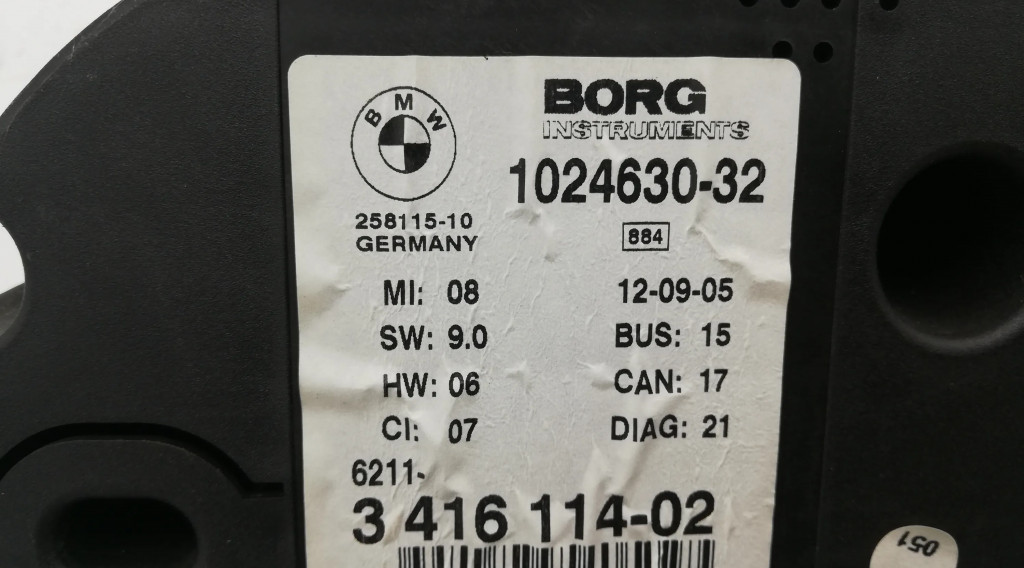 BMW
BORG
INSTRUMENTS
1024630-32
258115-10
GERMANY
884
MI: 08
12-09-05
SW: 9.0
BUS: 15
HW: 06
CAN: 17
CI: 07
DIAG: 21
6211-
3 416 114-02
051